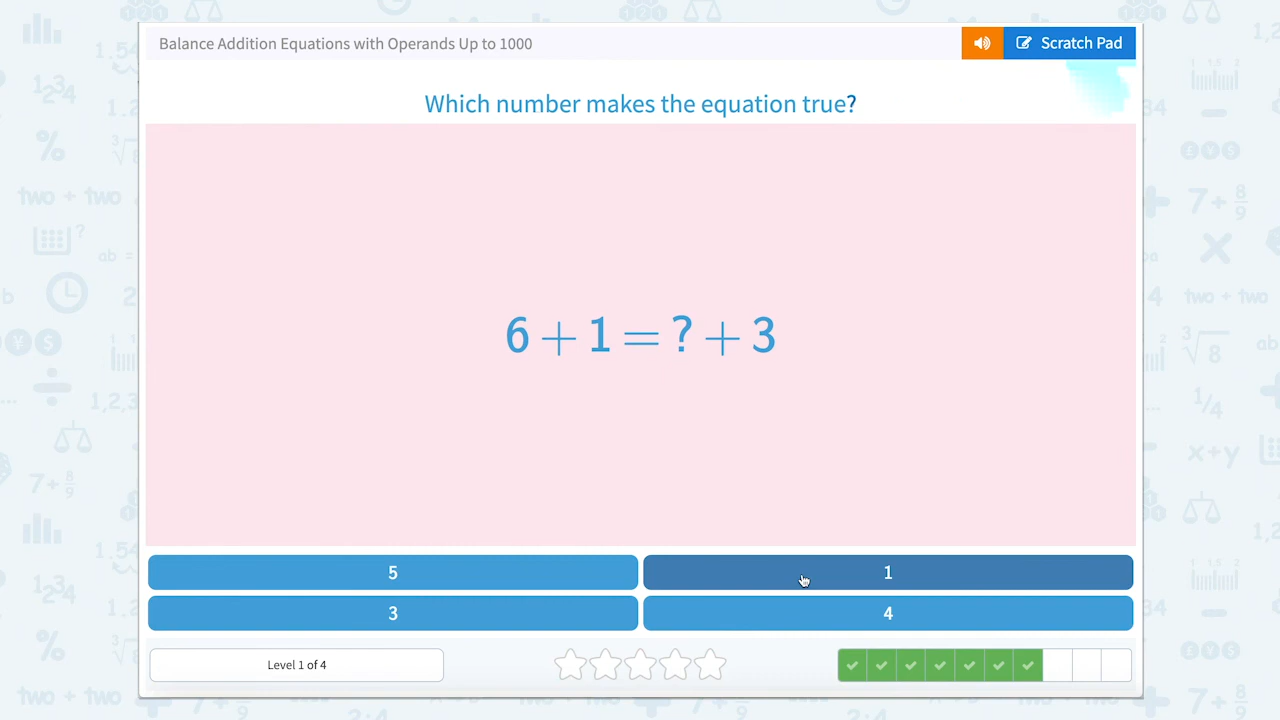 Balance Addition Equations with Operands Up to 1000
Scratch Pad
Which number makes the equation true?
6 + 1 = ? + 3
5
1
3
4
Level 1 of 4